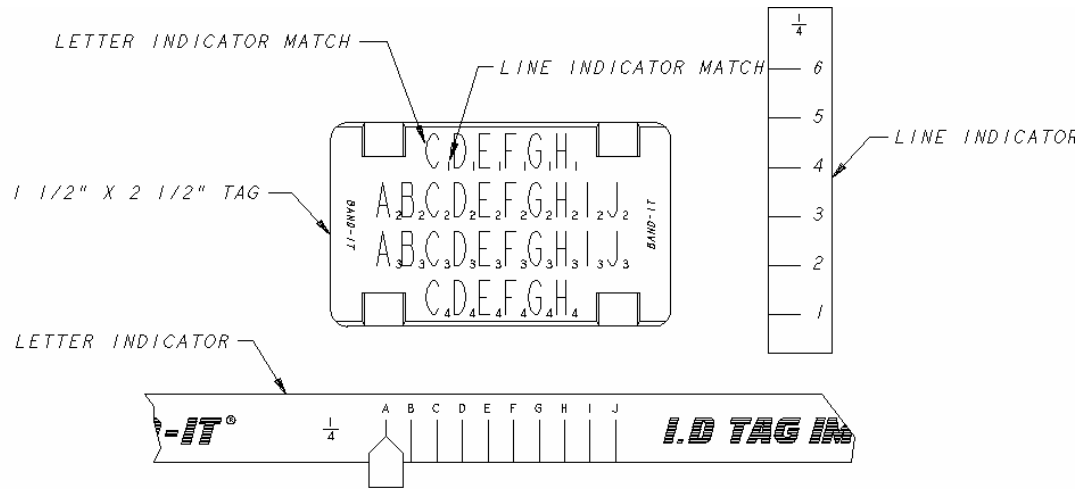 LETTER INDICATOR MATCH
LINE INDICATOR MATCH
1/4
6
5
4
3
2
1
LINE INDICATOR
1 1/2" X 2 1/2" TAG
C₁D₁E₁F₁G₁H₁
A₂B₂C₂D₂E₂F₂G₂H₂I₂J₂
A₃B₃C₃D₃E₃F₃G₃H₃I₃J₃
C₄D₄E₄F₄G₄H₄
BAND-IT
BAND-IT
LETTER INDICATOR
-IT®
1/4
A B C D E F G H I J
I.D TAG IM